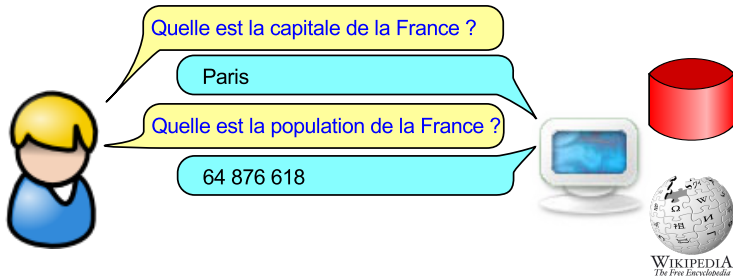 Quelle est la capitale de la France ?
Paris
Quelle est la population de la France ?
64 876 618
WIKIPEDIA
The Free Encyclopedia